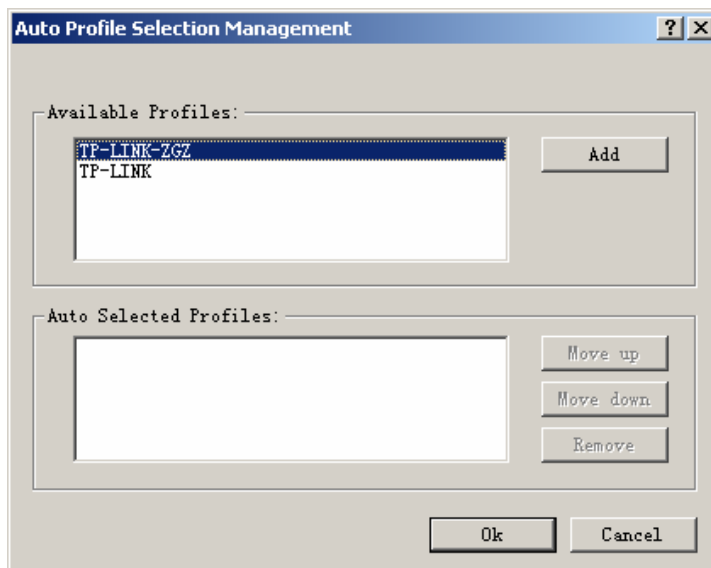 Auto Profile Selection Management
Available Profiles:
TP-LINK-ZGZ
TP-LINK
Add
Auto Selected Profiles:
Move up
Move down
Remove
Ok
Cancel